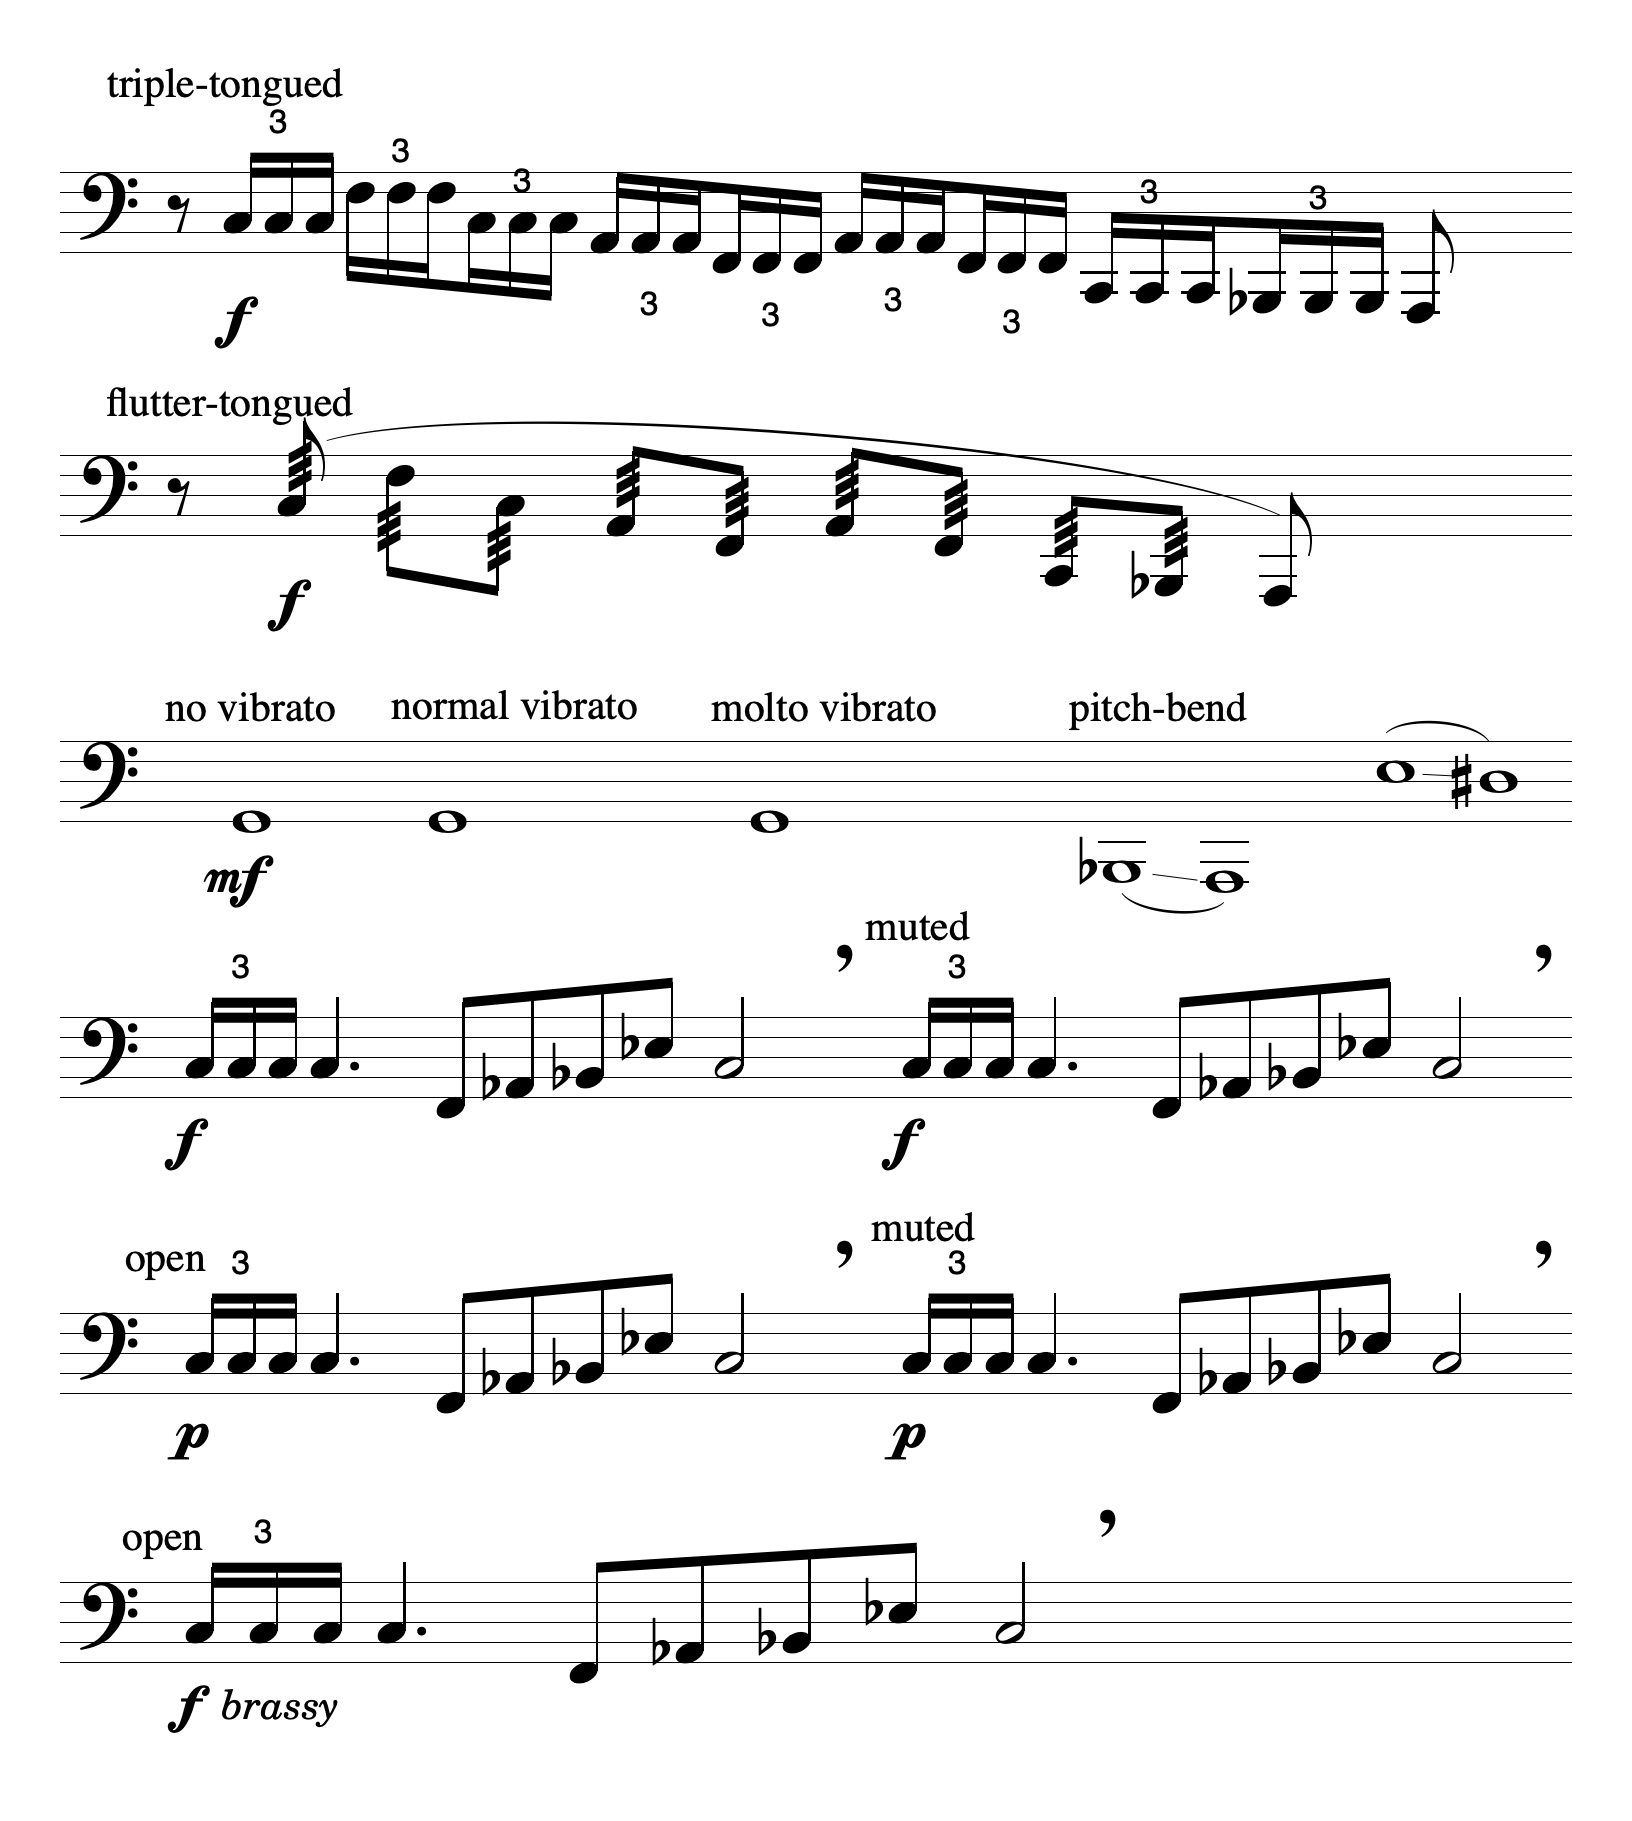 triple-tongued
3 3 3 3 3
3 3 3 3
f
flutter-tongued
f
no vibrato normal vibrato molto vibrato pitch-bend
mf
muted
3 3
f f
muted
open 3 3
p p
open 3
f brassy